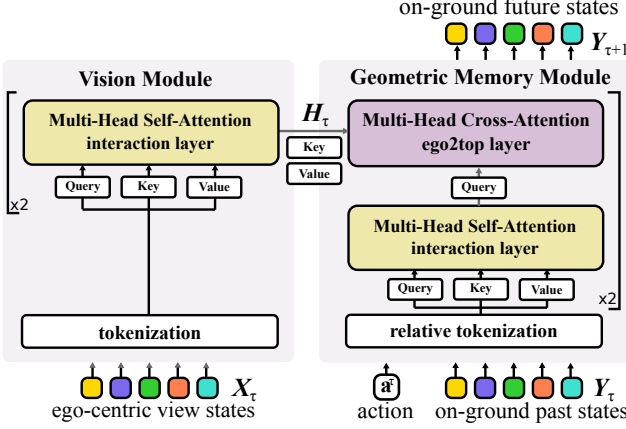 on-ground future states
Y_{τ+1}
Vision Module
Geometric Memory Module
Multi-Head Self-Attention
interaction layer
H_τ
Multi-Head Cross-Attention
ego2top layer
Key
Value
Query
Key
Value
x2
Query
Multi-Head Self-Attention
interaction layer
Query
Key
Value
x2
tokenization
relative tokenization
X_τ
a^τ
Y_τ
ego-centric view states
action
on-ground past states